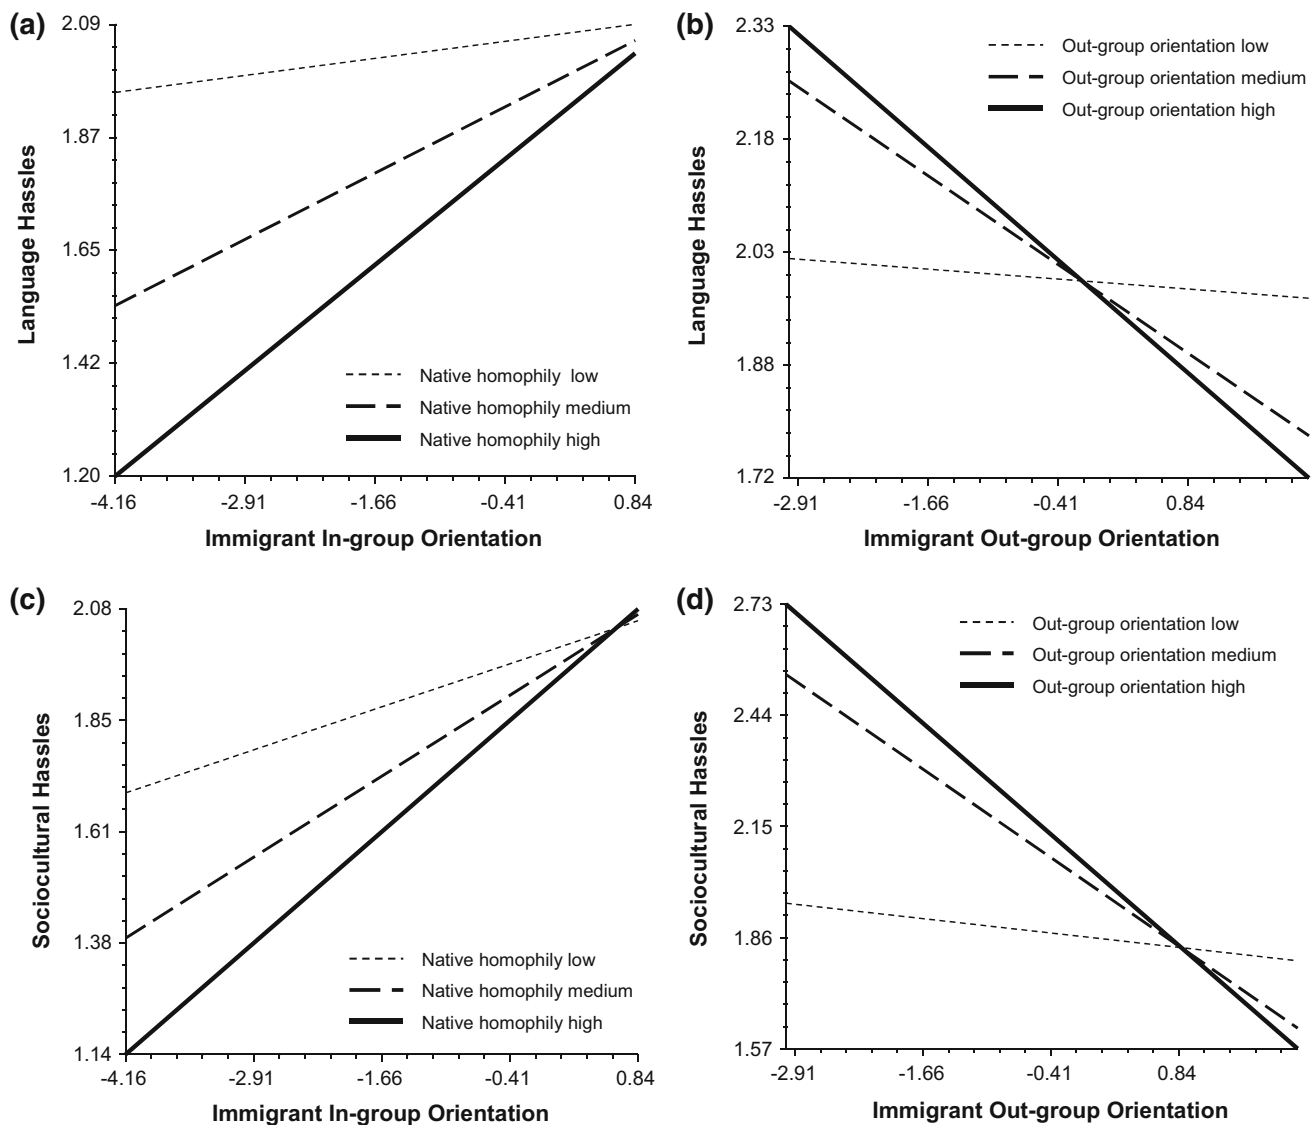 (a)
2.09
1.87
1.65
1.42
1.20
Language Hassles
Native homophily low
Native homophily medium
Native homophily high
-4.16 -2.91 -1.66 -0.41 0.84
Immigrant In-group Orientation
(b)
2.33
2.18
2.03
1.88
1.72
Language Hassles
Out-group orientation low
Out-group orientation medium
Out-group orientation high
-2.91 -1.66 -0.41 0.84
Immigrant Out-group Orientation
(c)
2.08
1.85
1.61
1.38
1.14
Sociocultural Hassles
Native homophily low
Native homophily medium
Native homophily high
-4.16 -2.91 -1.66 -0.41 0.84
Immigrant In-group Orientation
(d)
2.73
2.44
2.15
1.86
1.57
Sociocultural Hassles
Out-group orientation low
Out-group orientation medium
Out-group orientation high
-2.91 -1.66 -0.41 0.84
Immigrant Out-group Orientation